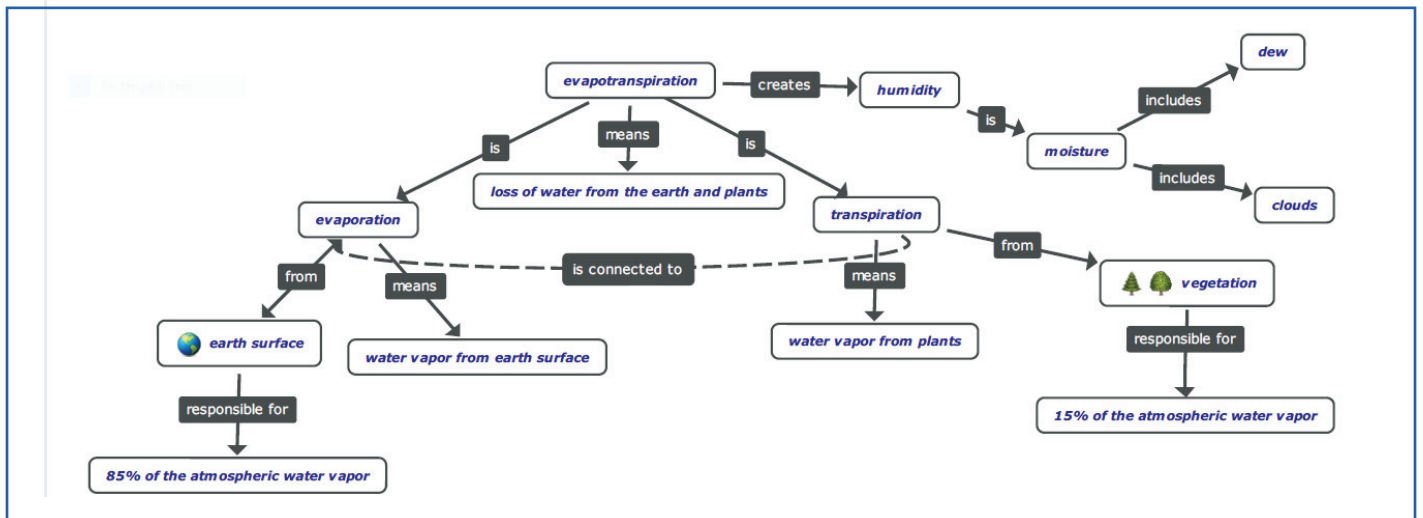 dew
evapotranspiration
creates
humidity
includes
is
means
is
is
moisture
includes
loss of water from the earth and plants
clouds
evaporation
transpiration
from
is connected to
from
means
means
vegetation
earth surface
water vapor from earth surface
water vapor from plants
responsible for
responsible for
15% of the atmospheric water vapor
85% of the atmospheric water vapor